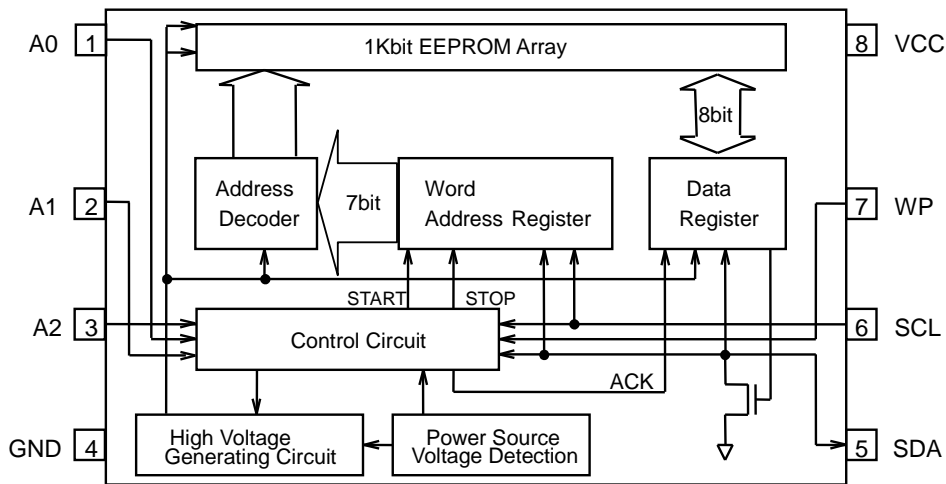 A0
1
1Kbit EEPROM Array
8
VCC
8bit
A1
2
Address
Decoder
7bit
Word
Address Register
Data
Register
7
WP
START
STOP
A2
3
Control Circuit
6
SCL
ACK
GND
4
High Voltage
Generating Circuit
Power Source
Voltage Detection
5
SDA